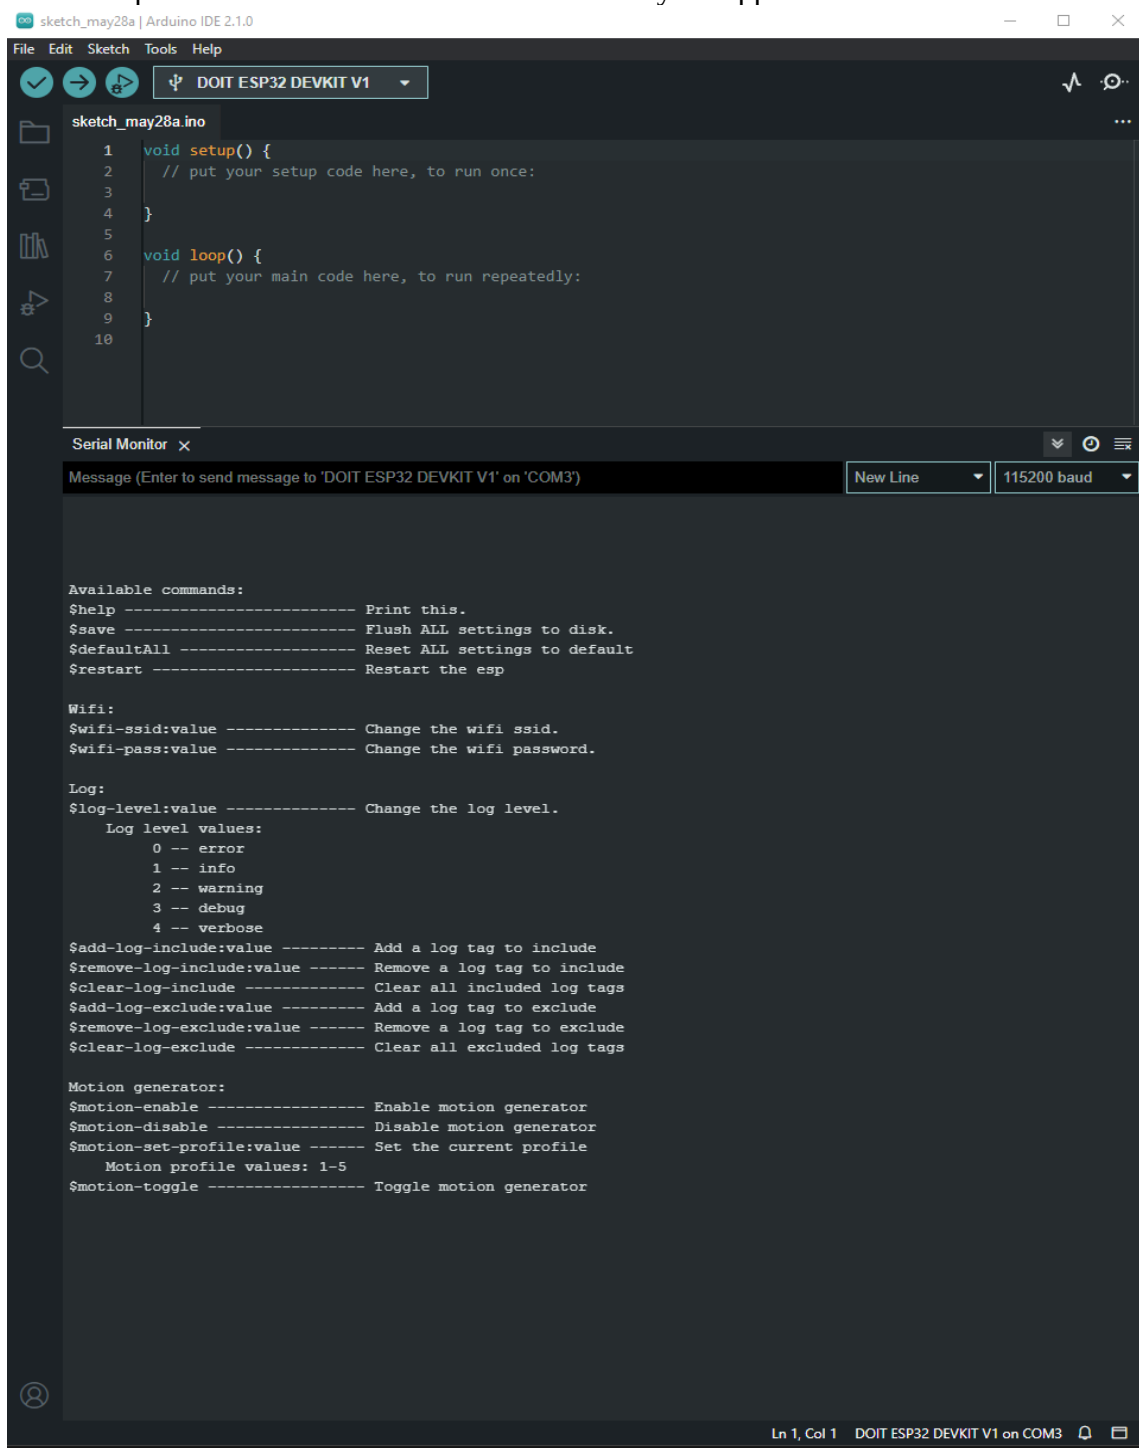 sketch_may28a | Arduino IDE 2.1.0
File Edit Sketch Tools Help
DOIT ESP32 DEVKIT V1
sketch_may28a.ino
1 void setup() {
2 // put your setup code here, to run once:
3
4 }
5
6 void loop() {
7 // put your main code here, to run repeatedly:
8
9 }
10
Serial Monitor
Message (Enter to send message to 'DOIT ESP32 DEVKIT V1' on 'COM3')
New Line
115200 baud
Available commands:
$help ------------------------- Print this.
$save ------------------------- Flush ALL settings to disk.
$defaultAll ------------------- Reset ALL settings to default
$restart ---------------------- Restart the esp
Wifi:
$wifi-ssid:value -------------- Change the wifi ssid.
$wifi-pass:value -------------- Change the wifi password.
Log:
$log-level:value -------------- Change the log level.
Log level values:
0 -- error
1 -- info
2 -- warning
3 -- debug
4 -- verbose
$add-log-include:value --------- Add a log tag to include
$remove-log-include:value ------ Remove a log tag to include
$clear-log-include ------------- Clear all included log tags
$add-log-exclude:value --------- Add a log tag to exclude
$remove-log-exclude:value ------ Remove a log tag to exclude
$clear-log-exclude ------------- Clear all excluded log tags
Motion generator:
$motion-enable ----------------- Enable motion generator
$motion-disable ---------------- Disable motion generator
$motion-set-profile:value ------ Set the current profile
Motion profile values: 1-5
$motion-toggle ----------------- Toggle motion generator
Ln 1, Col 1 DOIT ESP32 DEVKIT V1 on COM3